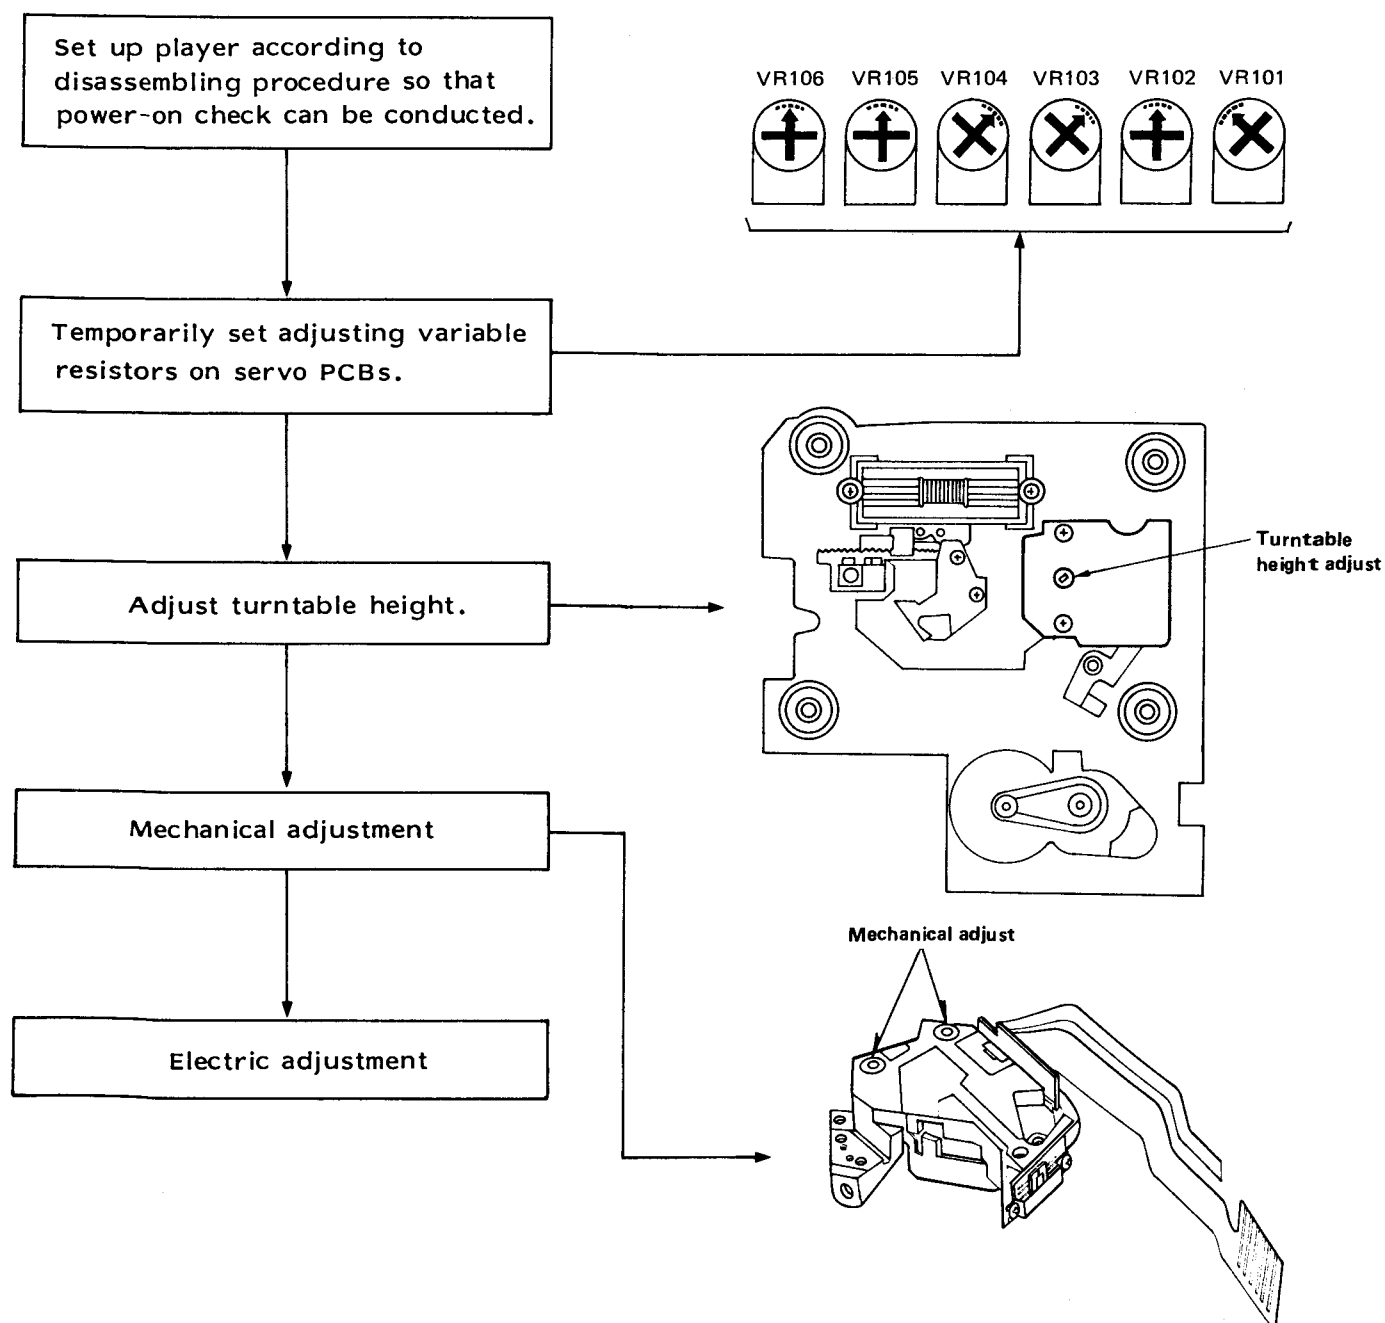 Set up player according to
disassembling procedure so that
power-on check can be conducted.
VR106 VR105 VR104 VR103 VR102 VR101
Temporarily set adjusting variable
resistors on servo PCBs.
Adjust turntable height.
Turntable
height adjust
Mechanical adjustment
Mechanical adjust
Electric adjustment